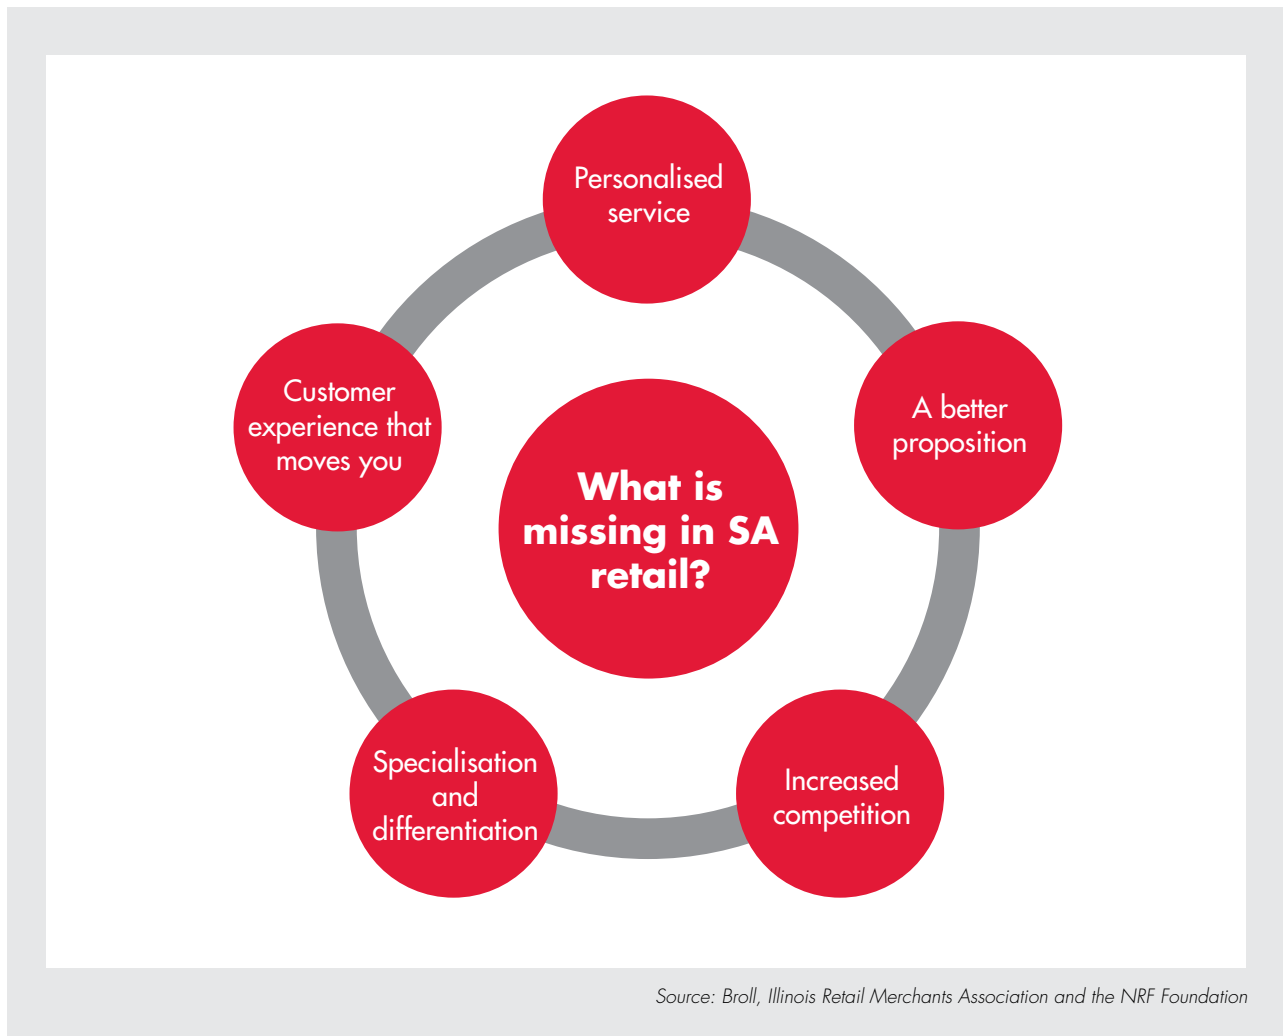 Personalised
service
A better
proposition
Increased
competition
Specialisation
and
differentiation
Customer
experience that
moves you
What is
missing in SA
retail?
Source: Broll, Illinois Retail Merchants Association and the NRF Foundation